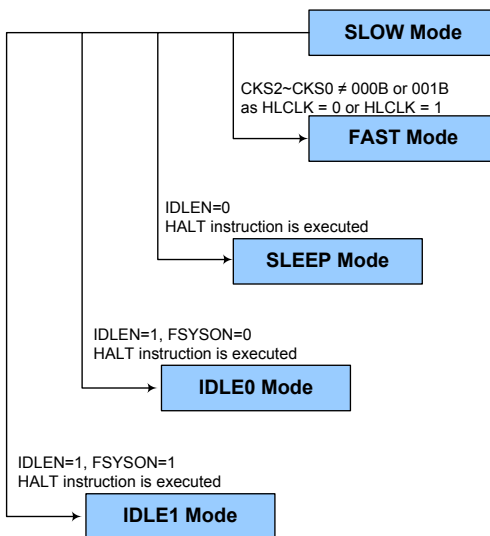 SLOW Mode
CKS2~CKS0 ≠ 000B or 001B
as HLCLK = 0 or HLCLK = 1
FAST Mode
IDLEN=0
HALT instruction is executed
SLEEP Mode
IDLEN=1, FSYSON=0
HALT instruction is executed
IDLE0 Mode
IDLEN=1, FSYSON=1
HALT instruction is executed
IDLE1 Mode